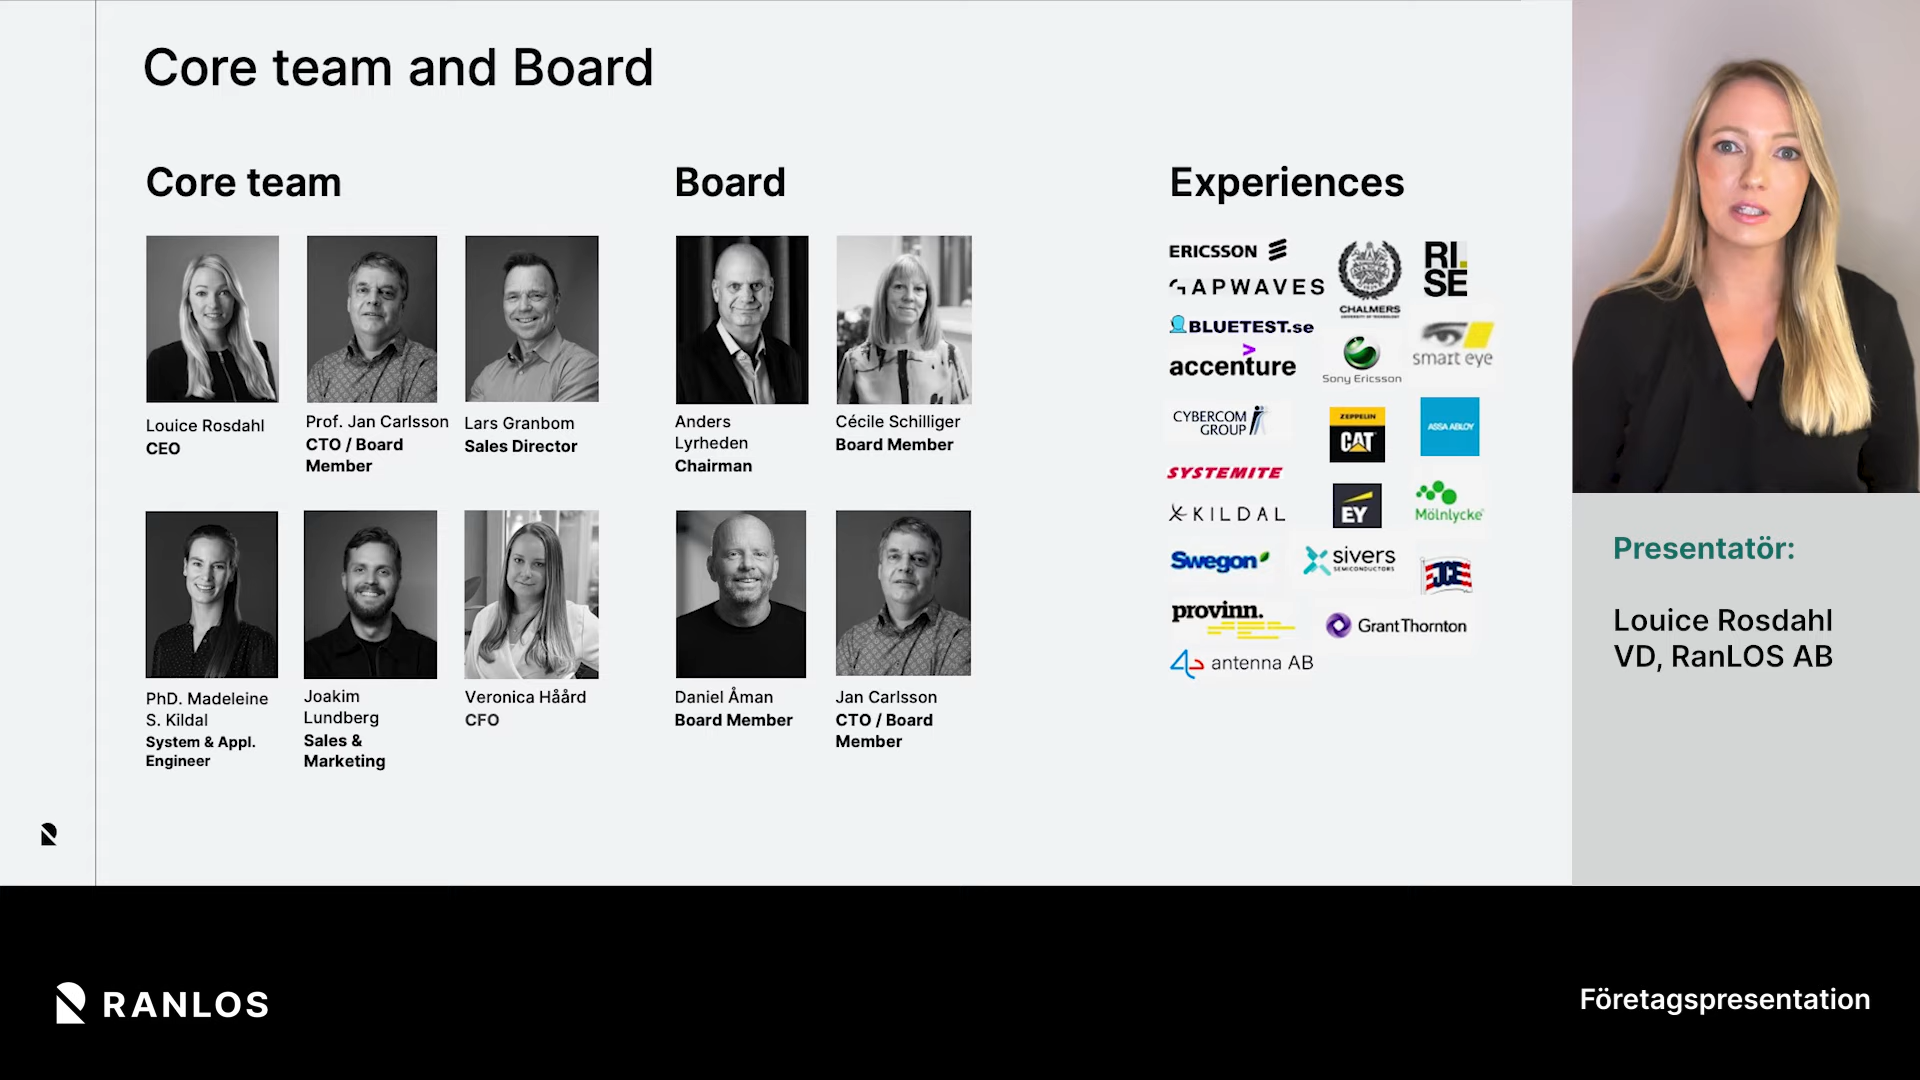 Core team and Board
Core team
Louice Rosdahl
CEO
Prof. Jan Carlsson
CTO / Board
Member
Lars Granbom
Sales Director
PhD. Madeleine
S. Kildal
System & Appl.
Engineer
Joakim
Lundberg
Sales &
Marketing
Veronica Håård
CFO
Board
Anders
Lyrheden
Chairman
Cécile Schilliger
Board Member
Daniel Åman
Board Member
Jan Carlsson
CTO / Board
Member
Experiences
ERICSSON
GAPWAVES
CHALMERS
UNIVERSITY OF TECHNOLOGY
RI.
SE
BLUETEST.se
accenture
Sony Ericsson
smart eye
CYBERCOM
GROUP
ZEPPELIN
CAT
ASSA ABLOY
SYSTEMITE
KILDAL
EY
Mölnlycke
Swegon
sivers
SEMICONDUCTORS
JCE
provinn.
Grant Thornton
antenna AB
Presentatör:
Louice Rosdahl
VD, RanLOS AB
RANLOS
Företagspresentation